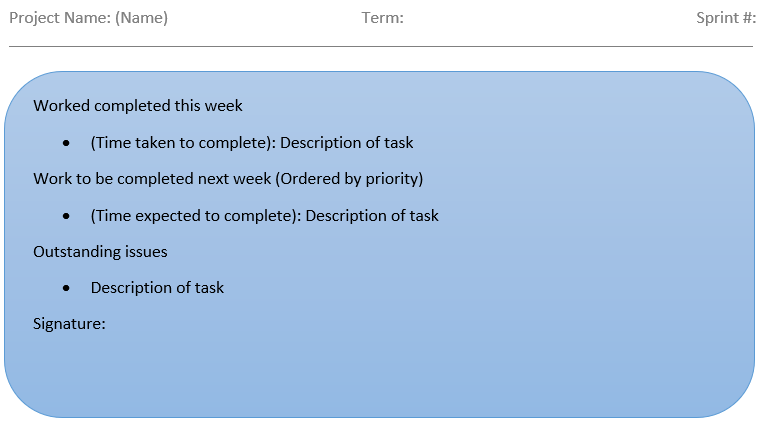 Project Name: (Name) Term: Sprint #:
Worked completed this week
• (Time taken to complete): Description of task
Work to be completed next week (Ordered by priority)
• (Time expected to complete): Description of task
Outstanding issues
• Description of task
Signature: